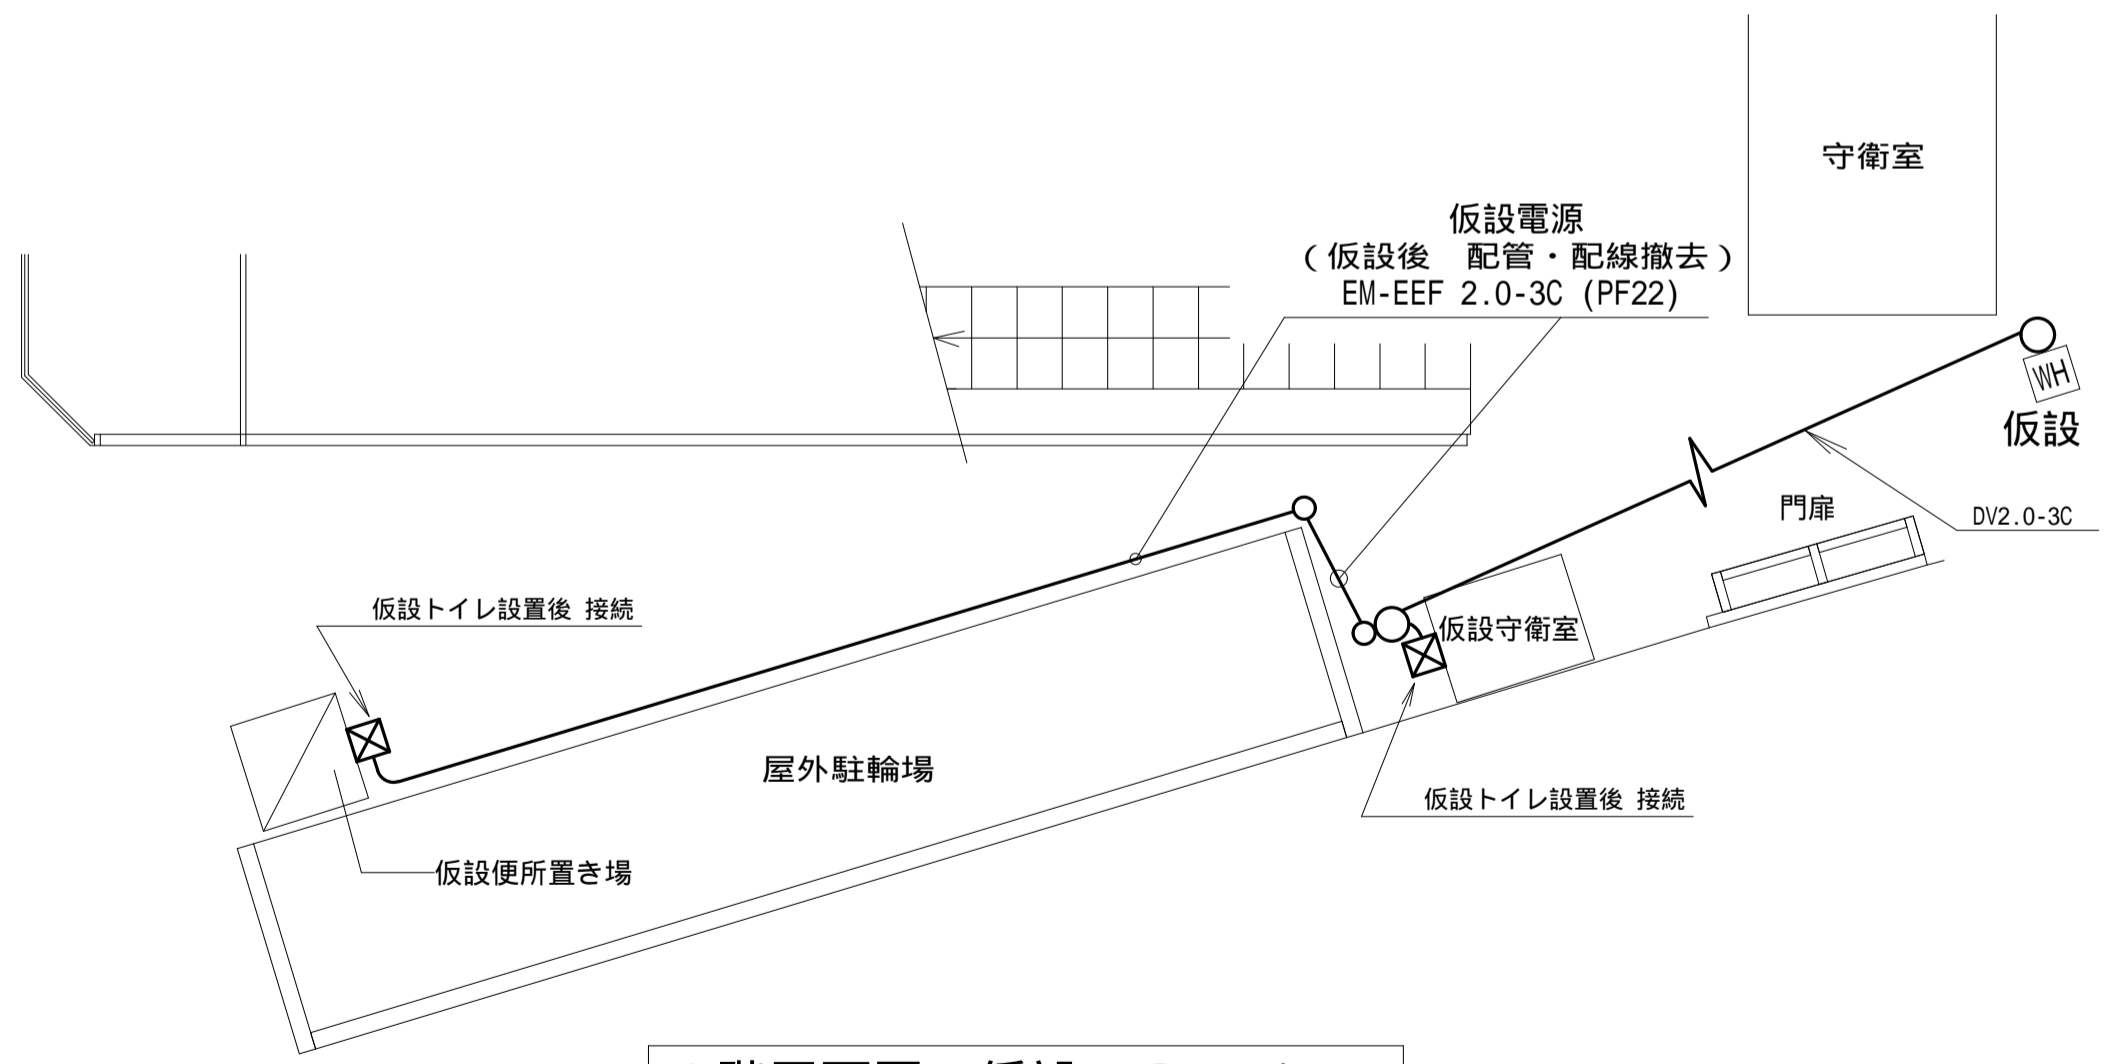 守衛室
仮設電源
（仮設後　配管・配線撤去）
EM-EEF 2.0-3C (PF22)
WH
仮設
門扉
DV2.0-3C
仮設トイレ設置後 接続
仮設守衛室
屋外駐輪場
仮設トイレ設置後 接続
仮設便所置き場